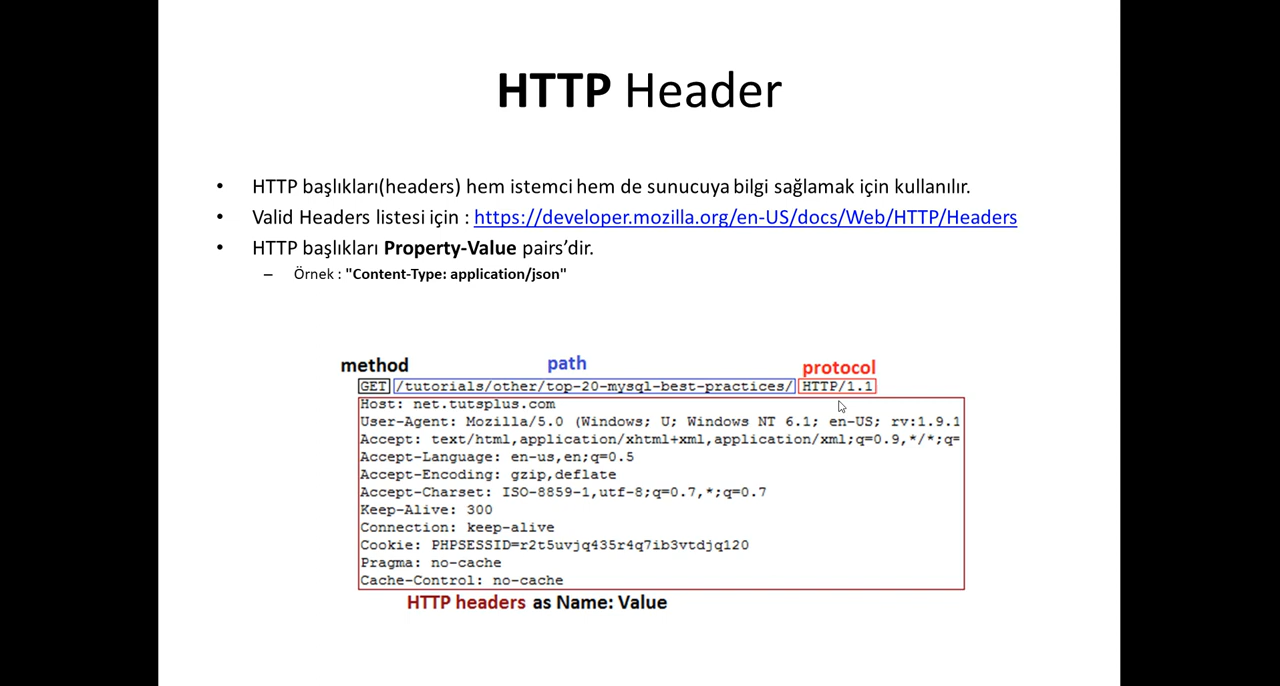 HTTP Header
• HTTP başlıkları(headers) hem istemci hem de sunucuya bilgi sağlamak için kullanılır.
• Valid Headers listesi için : https://developer.mozilla.org/en-US/docs/Web/HTTP/Headers
• HTTP başlıkları Property-Value pairs’dir.
– Örnek : "Content-Type: application/json"
method path protocol
GET /tutorials/other/top-20-mysql-best-practices/ HTTP/1.1
Host: net.tutsplus.com
User-Agent: Mozilla/5.0 (Windows; U; Windows NT 6.1; en-US; rv:1.9.1
Accept: text/html,application/xhtml+xml,application/xml;q=0.9,*/*;q=
Accept-Language: en-us,en;q=0.5
Accept-Encoding: gzip,deflate
Accept-Charset: ISO-8859-1,utf-8;q=0.7,*;q=0.7
Keep-Alive: 300
Connection: keep-alive
Cookie: PHPSESSID=r2t5uvjq435r4q7ib3vtdjq120
Pragma: no-cache
Cache-Control: no-cache
HTTP headers as Name: Value